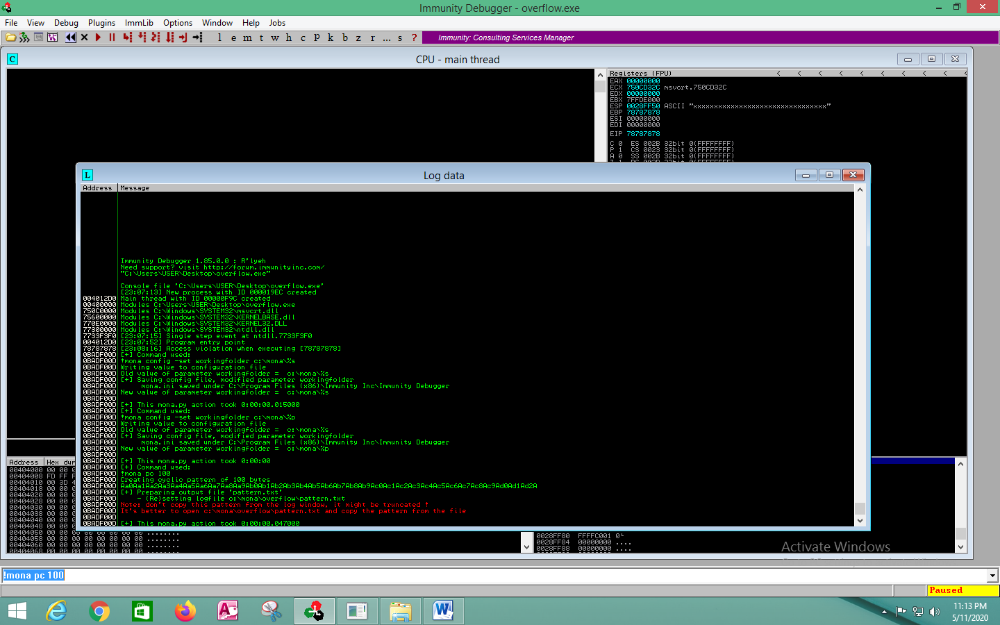 Immunity Debugger - overflow.exe
File View Debug Plugins ImmLib Options Window Help Jobs
l e m t w h c P k b z r ... s ?
Immunity: Consulting Services Manager
C
CPU - main thread
Registers (FPU) < < < < < < < < < <
EAX 00000000
ECX 750CD32C msvcrt.750CD32C
EDX 00000000
EBX 7FFDE000
ESP 0028FF50 ASCII "xxxxxxxxxxxxxxxxxxxxxxxxxxxxxxxx"
EBP 78787878
ESI 00000000
EDI 00000000
EIP 78787878
C 0 ES 002B 32bit 0(FFFFFFFF)
P 1 CS 0023 32bit 0(FFFFFFFF)
A 0 SS 002B 32bit 0(FFFFFFFF)
L
Log data
Address Message
Immunity Debugger 1.85.0.0 : R'lyeh
Need support? visit http://forum.immunityinc.com/
"C:\Users\USER\Desktop\overflow.exe"
Console file 'C:\Users\USER\Desktop\overflow.exe'
[23:07:13] New process with ID 000019EC created
004012D0 Main thread with ID 00000F9C created
00400000 Modules C:\Users\USER\Desktop\overflow.exe
750C0000 Modules C:\Windows\SYSTEM32\msvcrt.dll
75600000 Modules C:\Windows\SYSTEM32\KERNELBASE.dll
770E0000 Modules C:\Windows\SYSTEM32\KERNEL32.DLL
77300000 Modules C:\Windows\SYSTEM32\ntdll.dll
7733F3F0 [23:07:15] Single step event at ntdll.7733F3F0
004012D0 [23:07:52] Program entry point
78787878 [23:08:16] Access violation when executing [78787878]
0BADF00D [+] Command used:
0BADF00D !mona config -set workingfolder c:\mona\%s
0BADF00D Writing value to configuration file
0BADF00D Old value of parameter workingfolder = c:\mona\%s
0BADF00D [+] Saving config file, modified parameter workingfolder
0BADF00D mona.ini saved under C:\Program Files (x86)\Immunity Inc\Immunity Debugger
0BADF00D New value of parameter workingfolder = c:\mona\%s
0BADF00D
0BADF00D [+] This mona.py action took 0:00:00.015000
0BADF00D [+] Command used:
0BADF00D !mona config -set workingfolder c:\mona\%p
0BADF00D Writing value to configuration file
0BADF00D Old value of parameter workingfolder = c:\mona\%s
0BADF00D [+] Saving config file, modified parameter workingfolder
0BADF00D mona.ini saved under C:\Program Files (x86)\Immunity Inc\Immunity Debugger
0BADF00D New value of parameter workingfolder = c:\mona\%p
0BADF00D
0BADF00D [+] This mona.py action took 0:00:00
0BADF00D [+] Command used:
0BADF00D !mona pc 100
0BADF00D Creating cyclic pattern of 100 bytes
0BADF00D Aa0Aa1Aa2Aa3Aa4Aa5Aa6Aa7Aa8Aa9Ab0Ab1Ab2Ab3Ab4Ab5Ab6Ab7Ab8Ab9Ac0Ac1Ac2Ac3Ac4Ac5Ac6Ac7Ac8Ac9Ad0Ad1Ad2A
0BADF00D [+] Preparing output file 'pattern.txt'
0BADF00D - (Re)setting logfile c:\mona\overflow\pattern.txt
0BADF00D Note: don't copy this pattern from the log window, it might be truncated !
0BADF00D It's better to open c:\mona\overflow\pattern.txt and copy the pattern from the file
0BADF00D
0BADF00D [+] This mona.py action took 0:00:00.047000
Address Hex dum
00404000 00 00 0
00404008 FD FF F
00404010 00 3D 4
00404018 00 00 0
00404020 00 00 0
00404028 00 00 0
00404030 00 00 0
00404038 00 00 0
00404040 00 00 0
00404048 00 00 0
00404050 00 00 00 00 00 00 00 00 ........
00404058 00 00 00 00 00 00 00 00 ........
00404060 00 00 00 00 00 00 00 00 ........
00404068 00 00 00 00 00 00 00 00 ........
0028FF80 FFFFC001
0028FF84 00000000 ....
0028FF88 00000000 ....
Activate Windows
!mona pc 100
Paused
11:13 PM
5/11/2020